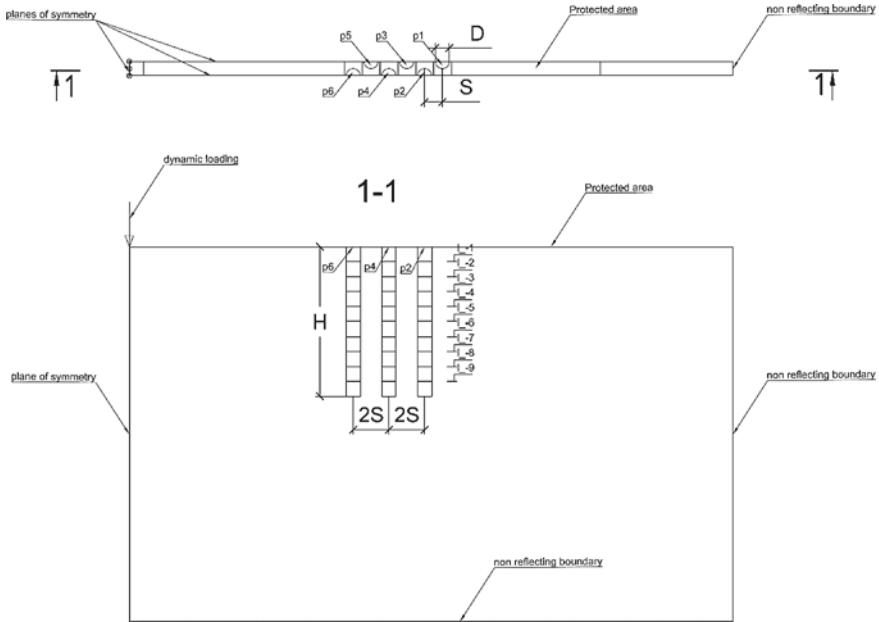 planes of symmetry
p5
p3
p1
D
Protected area
non reflecting boundary
1
1
p6
p4
p2
S
dynamic loading
1-1
Protected area
p6
p4
p2
-1
-2
-3
-4
-5
-6
-7
-8
-9
H
plane of symmetry
non reflecting boundary
2S
2S
non reflecting boundary